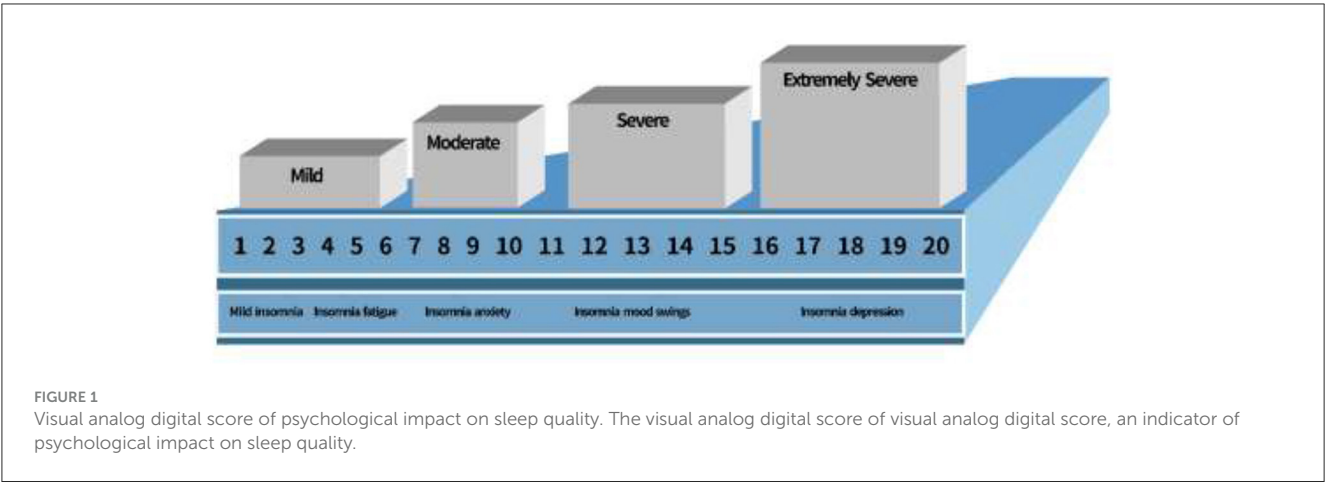 Extremely Severe
Severe
Moderate
Mild
1 2 3 4 5 6 7 8 9 10 11 12 13 14 15 16 17 18 19 20
Mild insomnia Insomnia fatigue Insomnia anxiety Insomnia mood swings Insomnia depression
FIGURE 1
Visual analog digital score of psychological impact on sleep quality. The visual analog digital score of visual analog digital score, an indicator of
psychological impact on sleep quality.